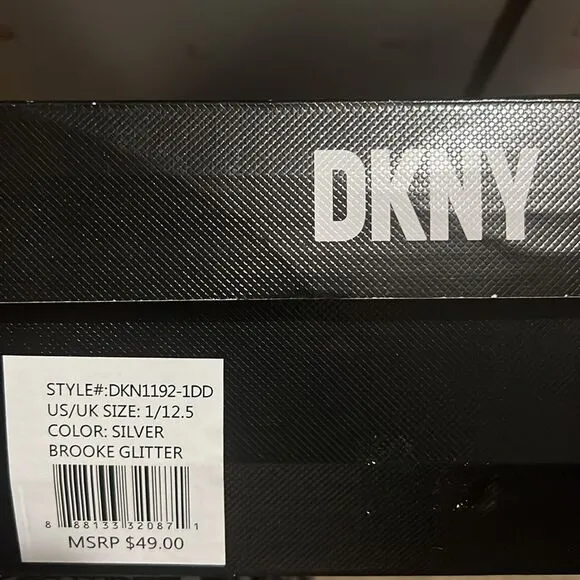 DKNY
STYLE#:DKN1192-1DD
US/UK SIZE: 1/12.5
COLOR: SILVER
BROOKE GLITTER
8 88133 32087 1
MSRP $49.00